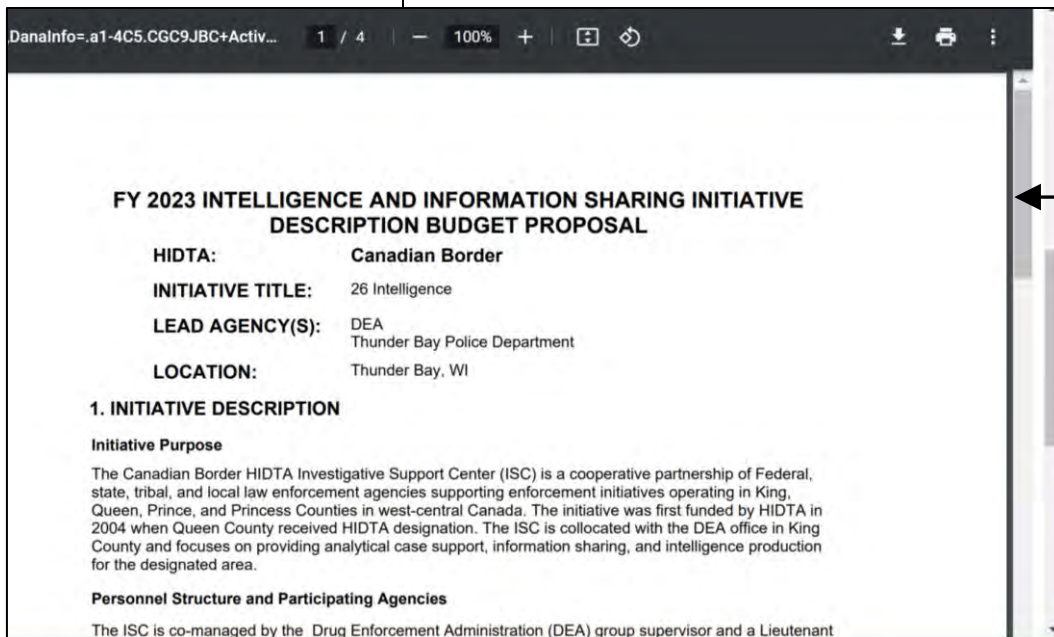 DanaInfo=.a1-4C5.CGC9JBC+Activ... 1 / 4 − 100% +
FY 2023 INTELLIGENCE AND INFORMATION SHARING INITIATIVE
DESCRIPTION BUDGET PROPOSAL
HIDTA: Canadian Border
INITIATIVE TITLE: 26 Intelligence
LEAD AGENCY(S): DEA
Thunder Bay Police Department
LOCATION: Thunder Bay, WI
1. INITIATIVE DESCRIPTION
Initiative Purpose
The Canadian Border HIDTA Investigative Support Center (ISC) is a cooperative partnership of Federal,
state, tribal, and local law enforcement agencies supporting enforcement initiatives operating in King,
Queen, Prince, and Princess Counties in west-central Canada. The initiative was first funded by HIDTA in
2004 when Queen County received HIDTA designation. The ISC is collocated with the DEA office in King
County and focuses on providing analytical case support, information sharing, and intelligence production
for the designated area.
Personnel Structure and Participating Agencies
The ISC is co-managed by the Drug Enforcement Administration (DEA) group supervisor and a Lieutenant